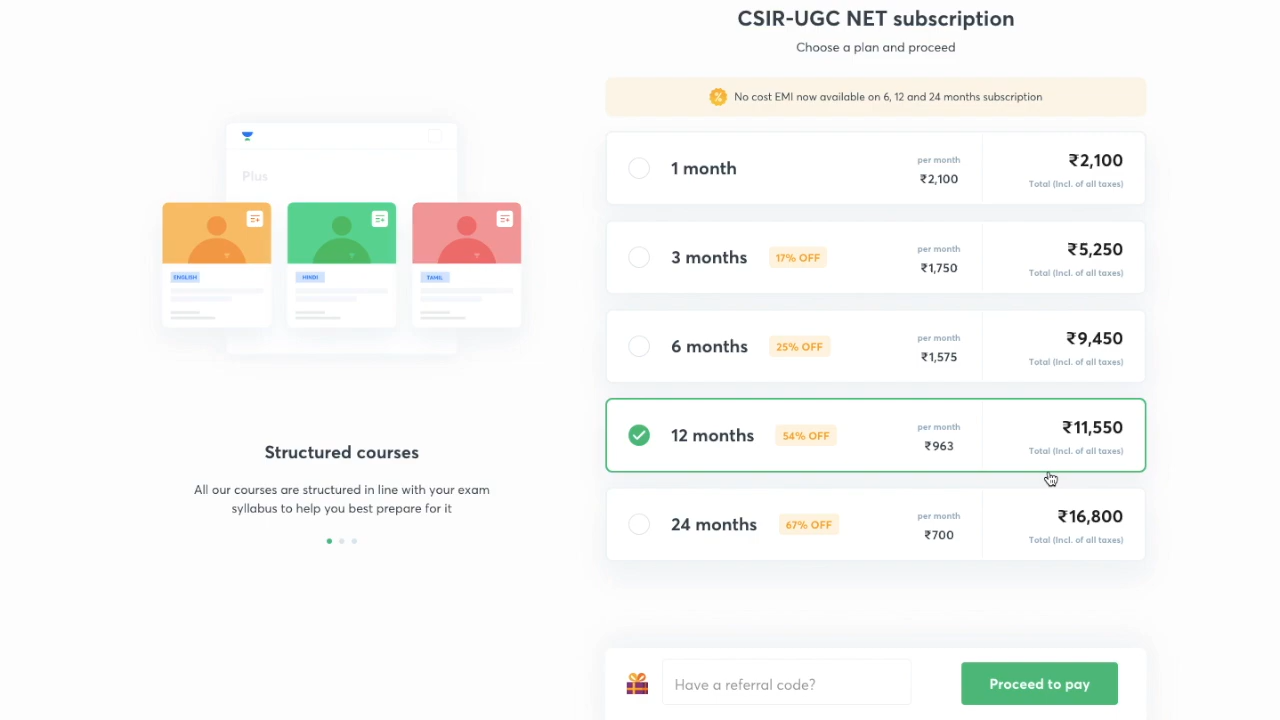 CSIR-UGC NET subscription
Choose a plan and proceed
No cost EMI now available on 6, 12 and 24 months subscription
1 month
per month
₹2,100
₹2,100
Total (Incl. of all taxes)
3 months
17% OFF
per month
₹1,750
₹5,250
Total (Incl. of all taxes)
6 months
25% OFF
per month
₹1,575
₹9,450
Total (Incl. of all taxes)
12 months
54% OFF
per month
₹963
₹11,550
Total (Incl. of all taxes)
24 months
67% OFF
per month
₹700
₹16,800
Total (Incl. of all taxes)
Have a referral code?
Proceed to pay
Plus
ENGLISH
HINDI
TAMIL
Structured courses
All our courses are structured in line with your exam
syllabus to help you best prepare for it